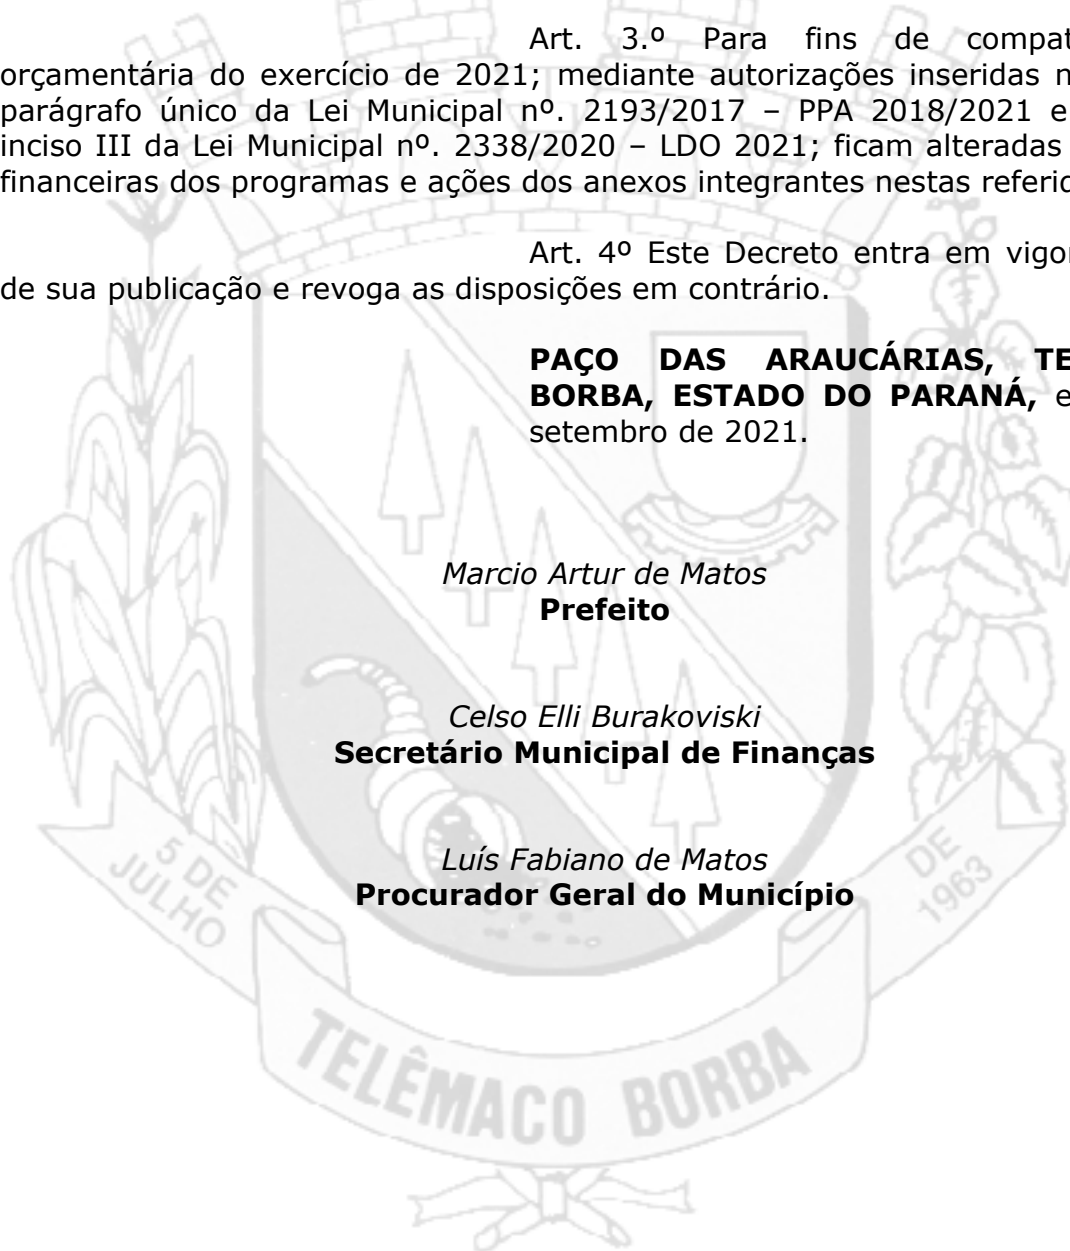 Art. 3.º Para fins de
orçamentária do exercício de 2021; mediante autorizações inseridas
parágrafo único da Lei Municipal nº. 2193/2017 – PPA 2018/2021 e
inciso III da Lei Municipal nº. 2338/2020 – LDO 2021; ficam alteradas
financeiras dos programas e ações dos anexos integrantes nestas
Art. 4º Este Decreto entra em
de sua publicação e revoga as disposições em contrário.
PAÇO DAS ARAUCÁRIAS,
BORBA, ESTADO DO PARANÁ,
setembro de 2021.
Marcio Artur de Matos
Prefeito
Celso Elli Burakoviski
Secretário Municipal de Finanças
Luís Fabiano de Matos
Procurador Geral do Município
5 DE
JULHO
DE
1963
TELÊMACO BORBA